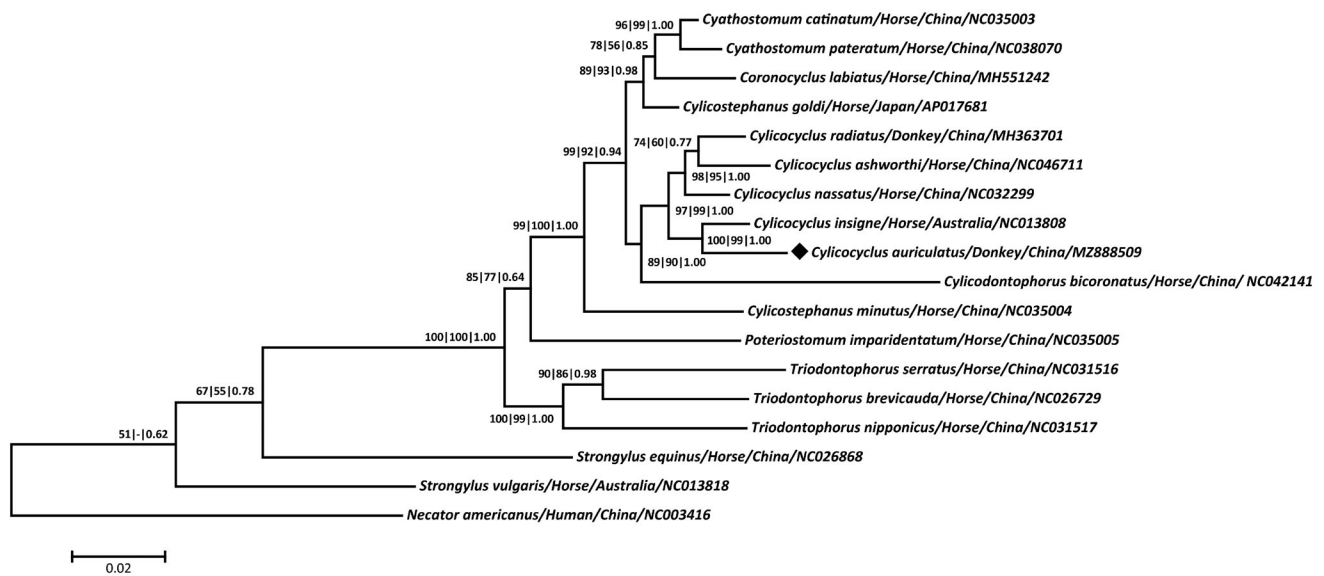 96|99|1.00
Cyathostomum catinatum/Horse/China/NC035003
78|56|0.85
Cyathostomum pateratum/Horse/China/NC038070
89|93|0.98
Coronocyclus labiatus/Horse/China/MH551242
Cylicostephanus goldi/Horse/Japan/AP017681
74|60|0.77
Cylicocyclus radiatus/Donkey/China/MH363701
99|92|0.94
Cylicocyclus ashworthi/Horse/China/NC046711
98|95|1.00
Cylicocyclus nassatus/Horse/China/NC032299
97|99|1.00
Cylicocyclus insigne/Horse/Australia/NC013808
99|100|1.00
100|99|1.00
Cylicocyclus auriculatus/Donkey/China/MZ888509
89|90|1.00
85|77|0.64
Cylicodontophorus bicoronatus/Horse/China/ NC042141
Cylicostephanus minutus/Horse/China/NC035004
100|100|1.00
Poteriostomum imparidentatum/Horse/China/NC035005
90|86|0.98
Triodontophorus serratus/Horse/China/NC031516
67|55|0.78
Triodontophorus brevicauda/Horse/China/NC026729
100|99|1.00
Triodontophorus nipponicus/Horse/China/NC031517
51|-|0.62
Strongylus equinus/Horse/China/NC026868
Strongylus vulgaris/Horse/Australia/NC013818
Necator americanus/Human/China/NC003416
0.02